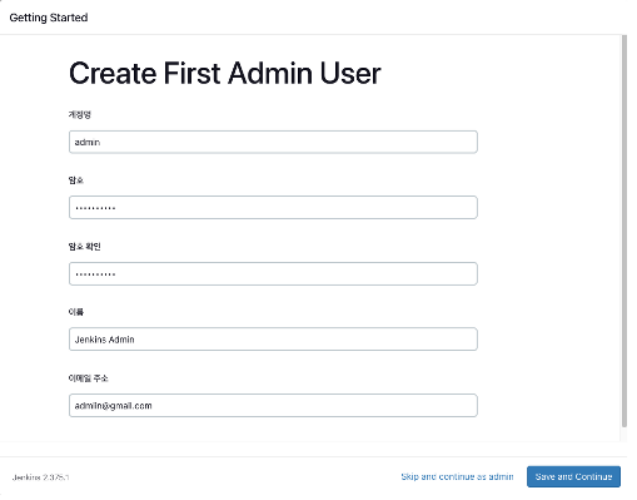 Getting Started
Create First Admin User
계정명
admin
암호
••••••••••
암호 확인
••••••••••
이름
Jenkins Admin
이메일 주소
admiin@gmail.com
Jenkins 2.375.1
Skip and continue as admin
Save and Continue